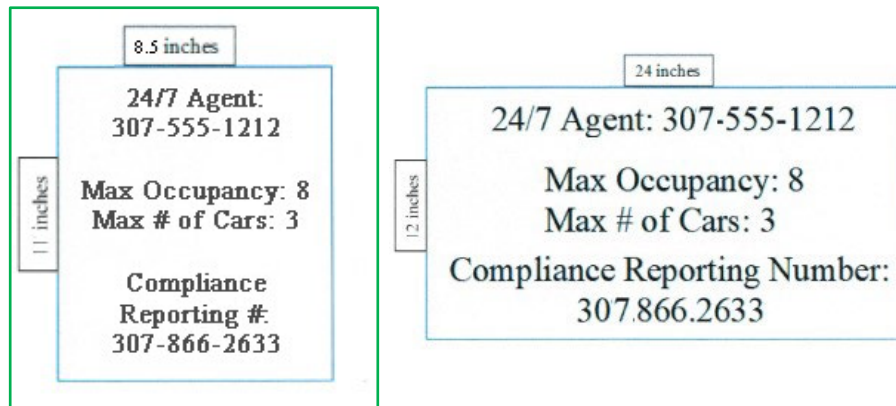 8.5 inches
11 inches
24/7 Agent:
307-555-1212
Max Occupancy: 8
Max # of Cars: 3
Compliance
Reporting #:
307-866-2633
24 inches
12 inches
24/7 Agent: 307-555-1212
Max Occupancy: 8
Max # of Cars: 3
Compliance Reporting Number:
307.866.2633